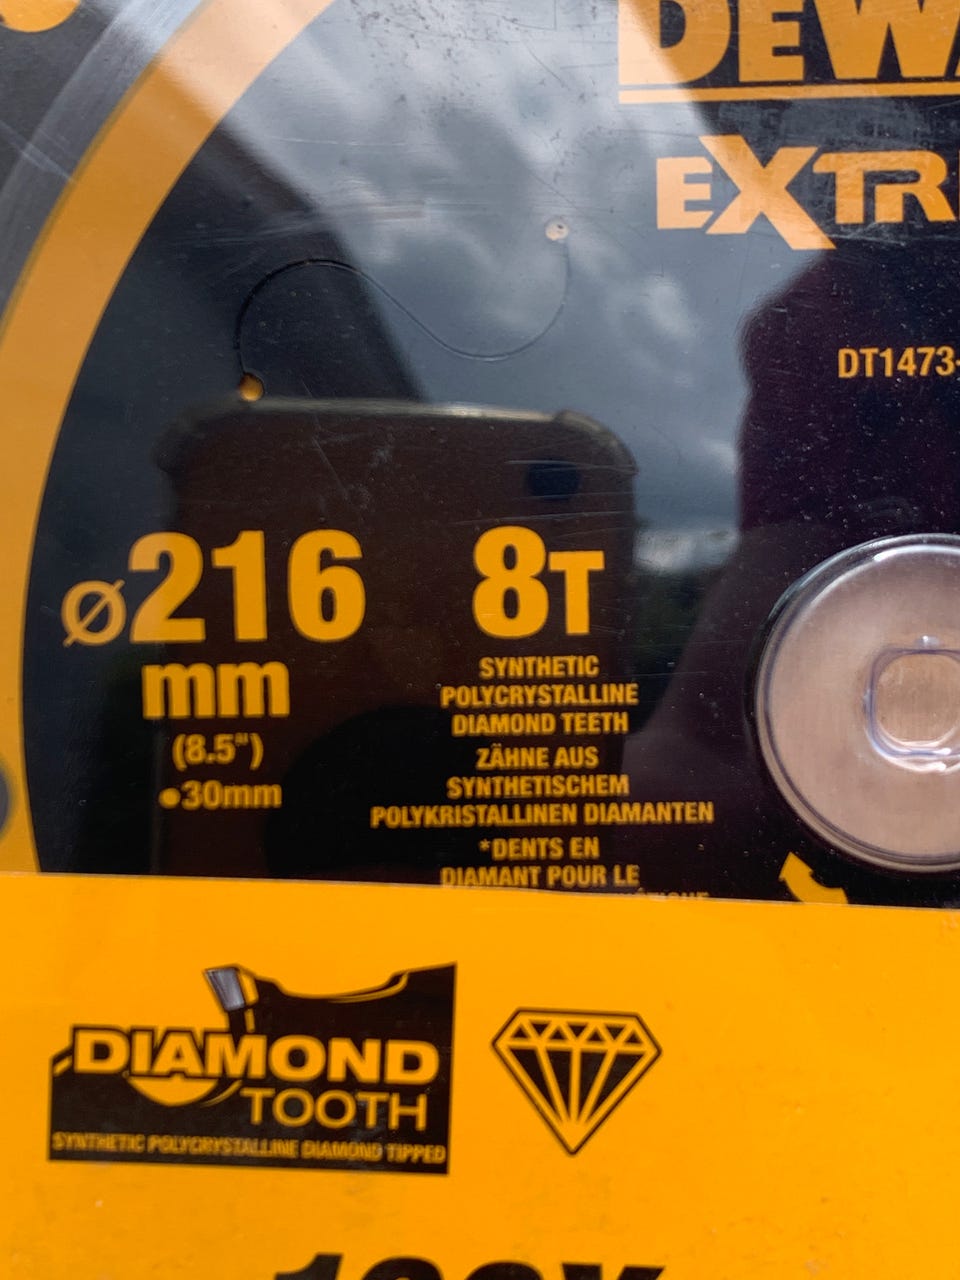 DEWA
EXTR
DT1473-
ø216
mm
(8.5")
•30mm
8T
SYNTHETIC
POLYCRYSTALLINE
DIAMOND TEETH
ZÄHNE AUS
SYNTHETISCHEM
POLYKRISTALLINEN DIAMANTEN
*DENTS EN
DIAMANT POUR LE
DIAMOND
TOOTH
SYNTHETIC POLYCRYSTALLINE DIAMOND TIPPED